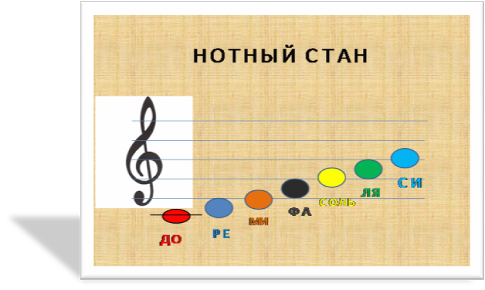 НОТНЫЙ СТАН
ДО
РЕ
МИ
ФА
СОЛЬ
ЛЯ
СИ